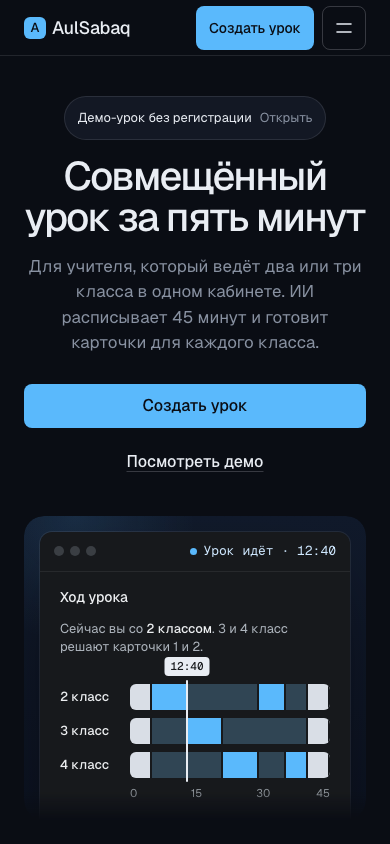 A AulSabaq
Создать урок
Демо-урок без регистрации Открыть
Совмещённый
урок за пять минут
Для учителя, который ведёт два или три
класса в одном кабинете. ИИ
расписывает 45 минут и готовит
карточки для каждого класса.
Создать урок
Посмотреть демо
Урок идёт · 12:40
Ход урока
Сейчас вы со 2 классом. 3 и 4 класс
решают карточки 1 и 2.
12:40
2 класс
3 класс
4 класс
0 15 30 45